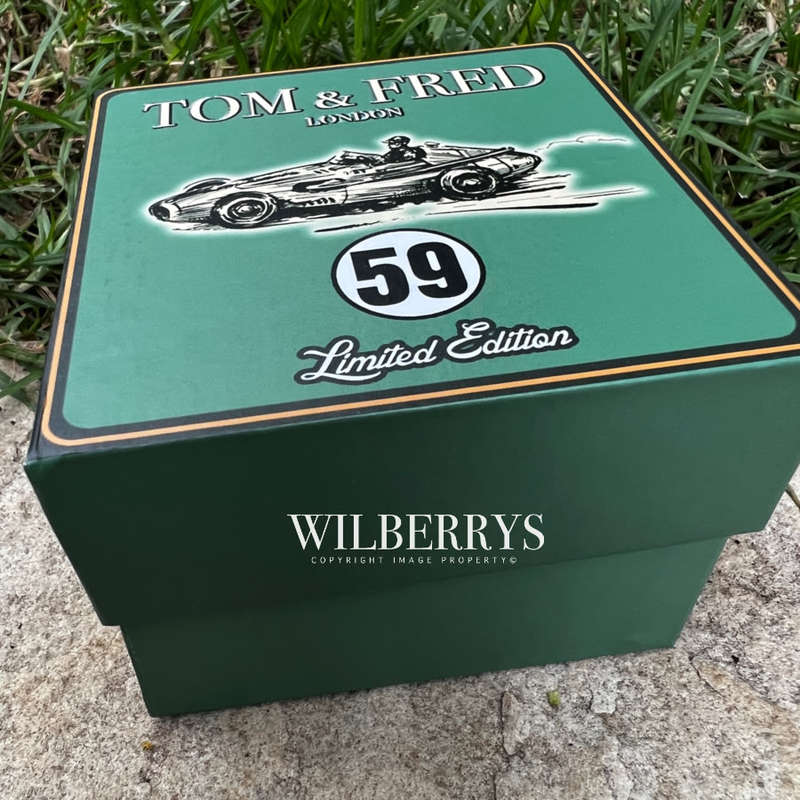 TOM & FRED
LONDON
59
Limited Edition
WILBERRYS
COPYRIGHT IMAGE PROPERTY©